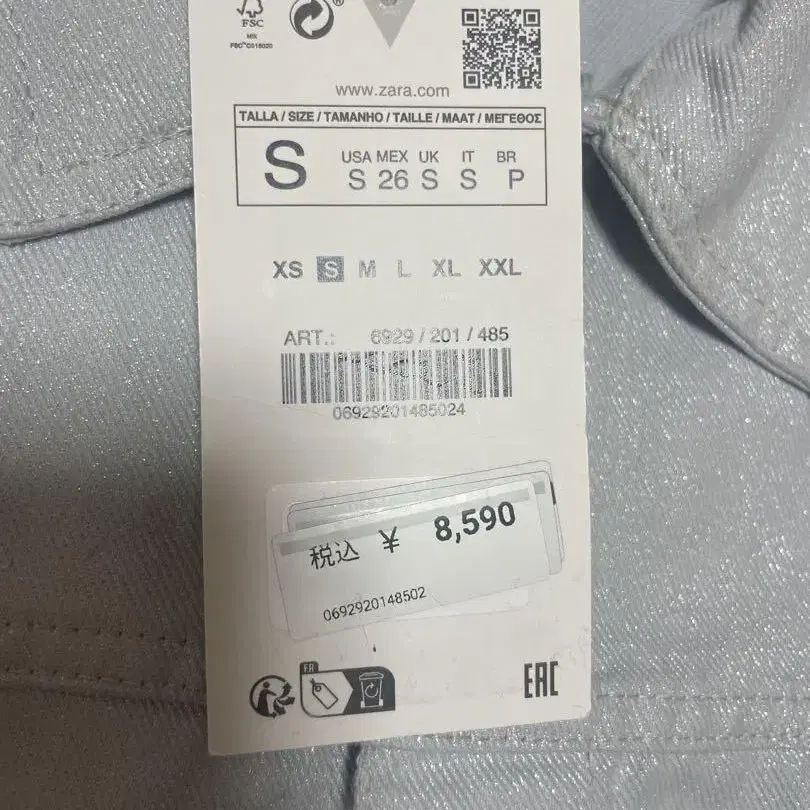 FSC
MIX
FSC™ C018020
®
www.zara.com
TALLA / SIZE / TAMANHO / TAILLE / MAAT / ΜΕΓΕΘΟΣ
S
USA MEX UK IT BR
S 26 S S P
XS S M L XL XXL
ART.: 6929 / 201 / 485
06929201485024
税込 ¥ 8,590
0692920148502
FR
EAC